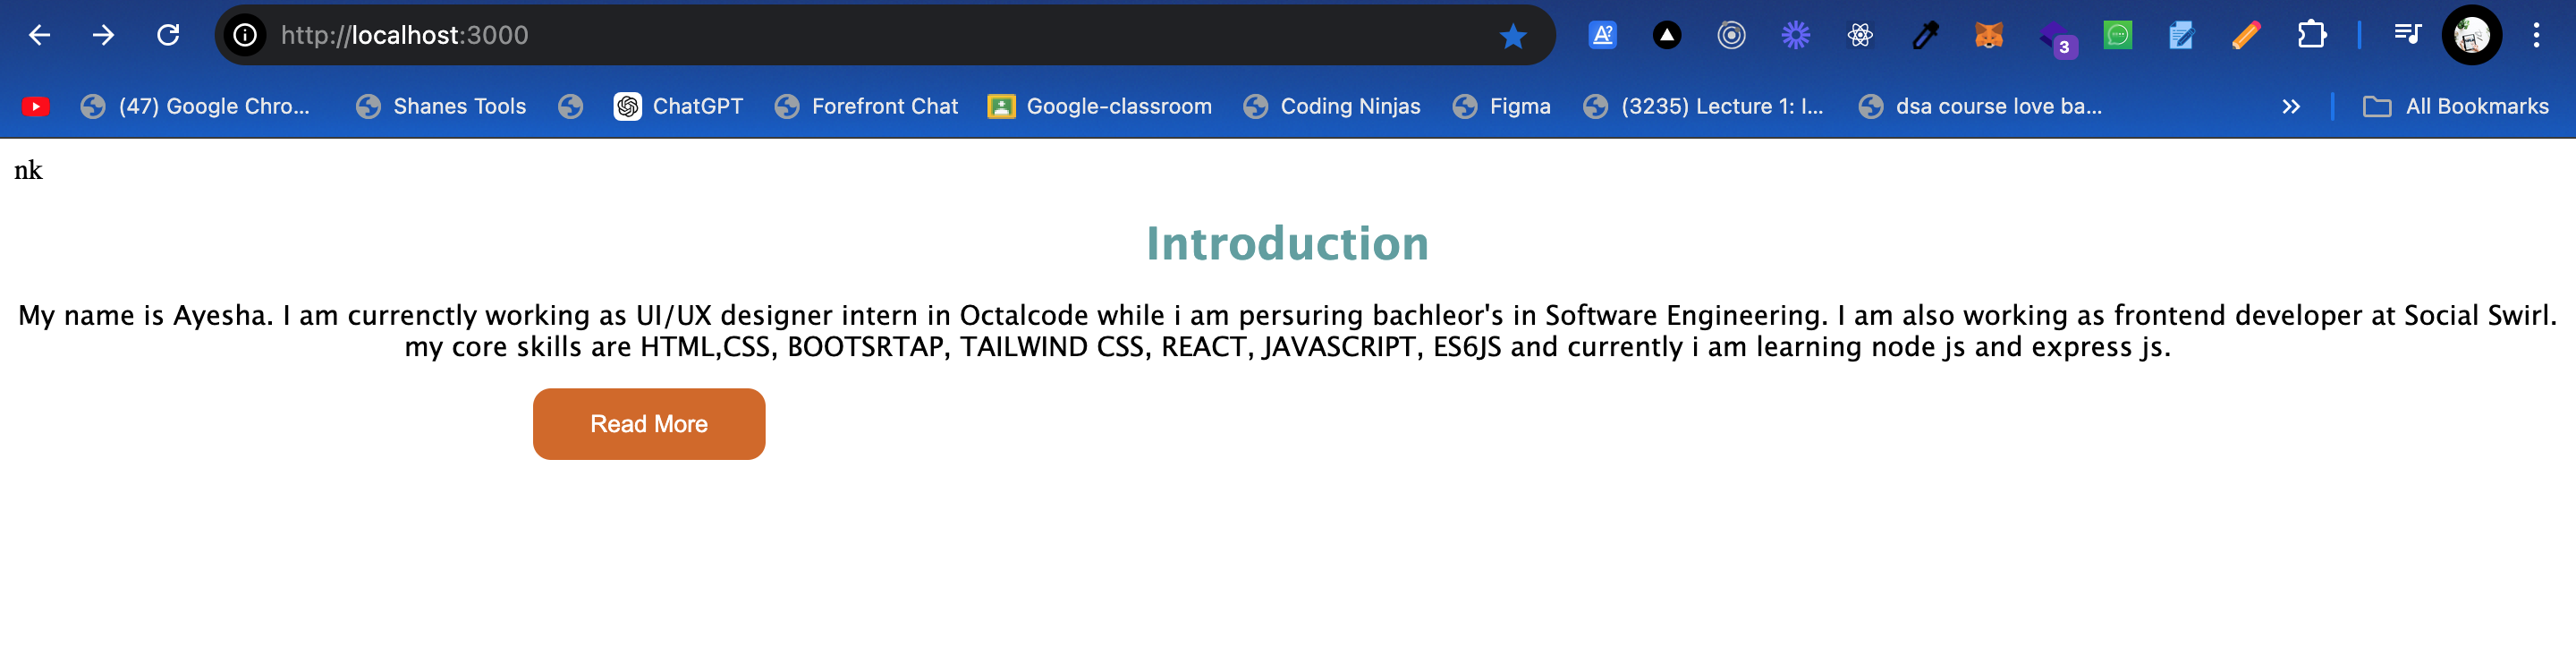 http://localhost:3000
A?
3
(47) Google Chro...
Shanes Tools
ChatGPT
Forefront Chat
Google-classroom
Coding Ninjas
Figma
(3235) Lecture 1: I...
dsa course love ba...
All Bookmarks
nk
Introduction
My name is Ayesha. I am currenctly working as UI/UX designer intern in Octalcode while i am persuring bachleor's in Software Engineering. I am also working as frontend developer at Social Swirl.
my core skills are HTML,CSS, BOOTSRTAP, TAILWIND CSS, REACT, JAVASCRIPT, ES6JS and currently i am learning node js and express js.
Read More